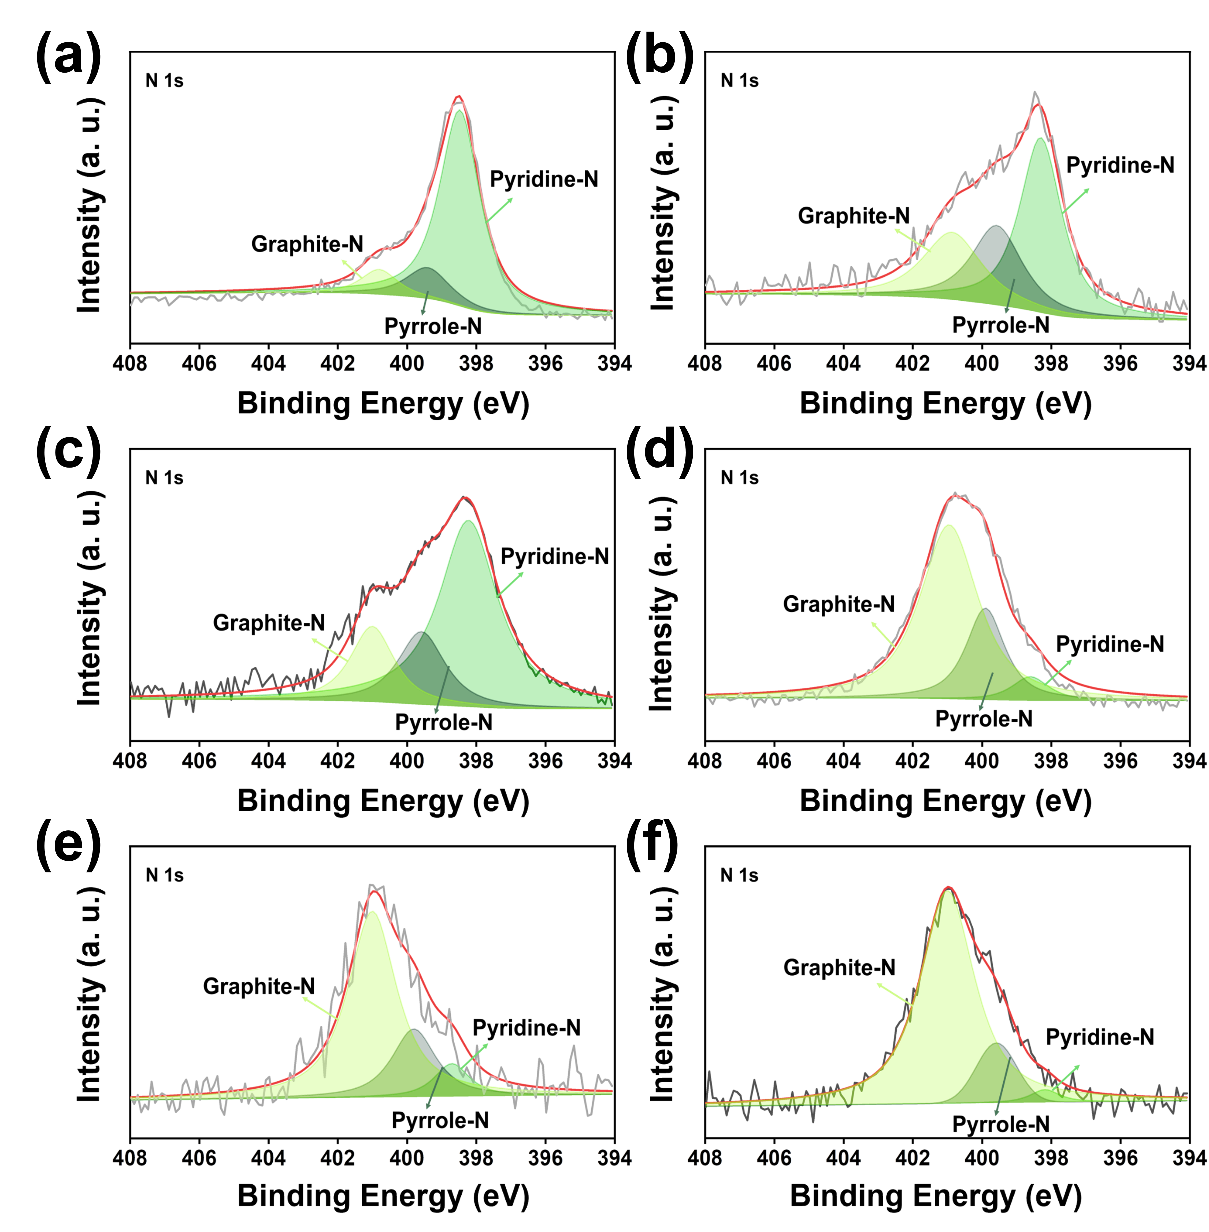 (a)
N 1s
Intensity (a. u.)
Graphite-N
Pyridine-N
Pyrrole-N
408 406 404 402 400 398 396 394
Binding Energy (eV)
(b)
N 1s
Intensity (a. u.)
Graphite-N
Pyridine-N
Pyrrole-N
408 406 404 402 400 398 396 394
Binding Energy (eV)
(c)
N 1s
Intensity (a. u.)
Graphite-N
Pyridine-N
Pyrrole-N
408 406 404 402 400 398 396 394
Binding Energy (eV)
(d)
N 1s
Intensity (a. u.)
Graphite-N
Pyridine-N
Pyrrole-N
408 406 404 402 400 398 396 394
Binding Energy (eV)
(e)
N 1s
Intensity (a. u.)
Graphite-N
Pyridine-N
Pyrrole-N
408 406 404 402 400 398 396 394
Binding Energy (eV)
(f)
N 1s
Intensity (a. u.)
Graphite-N
Pyridine-N
Pyrrole-N
408 406 404 402 400 398 396 394
Binding Energy (eV)